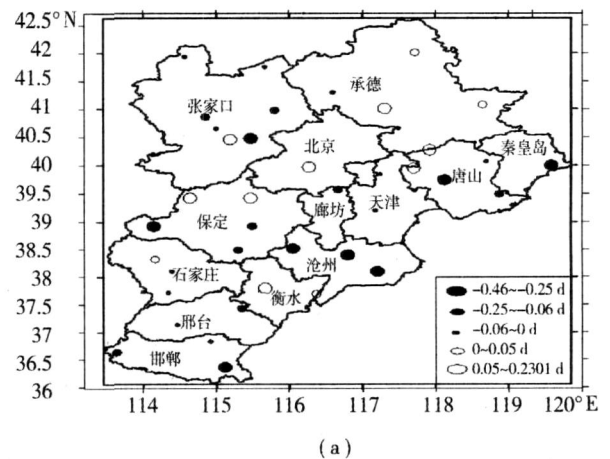 42.5°N
42
41.5
41
40.5
40
39.5
39
38.5
38
37.5
37
36.5
36
承德
张家口
北京
秦皇岛
唐山
天津
廊坊
保定
沧州
石家庄
衡水
邢台
邯郸
-0.46~-0.25 d
-0.25~-0.06 d
-0.06~0 d
0~0.05 d
0.05~0.2301 d
114 115 116 117 118 119 120°E
(a)